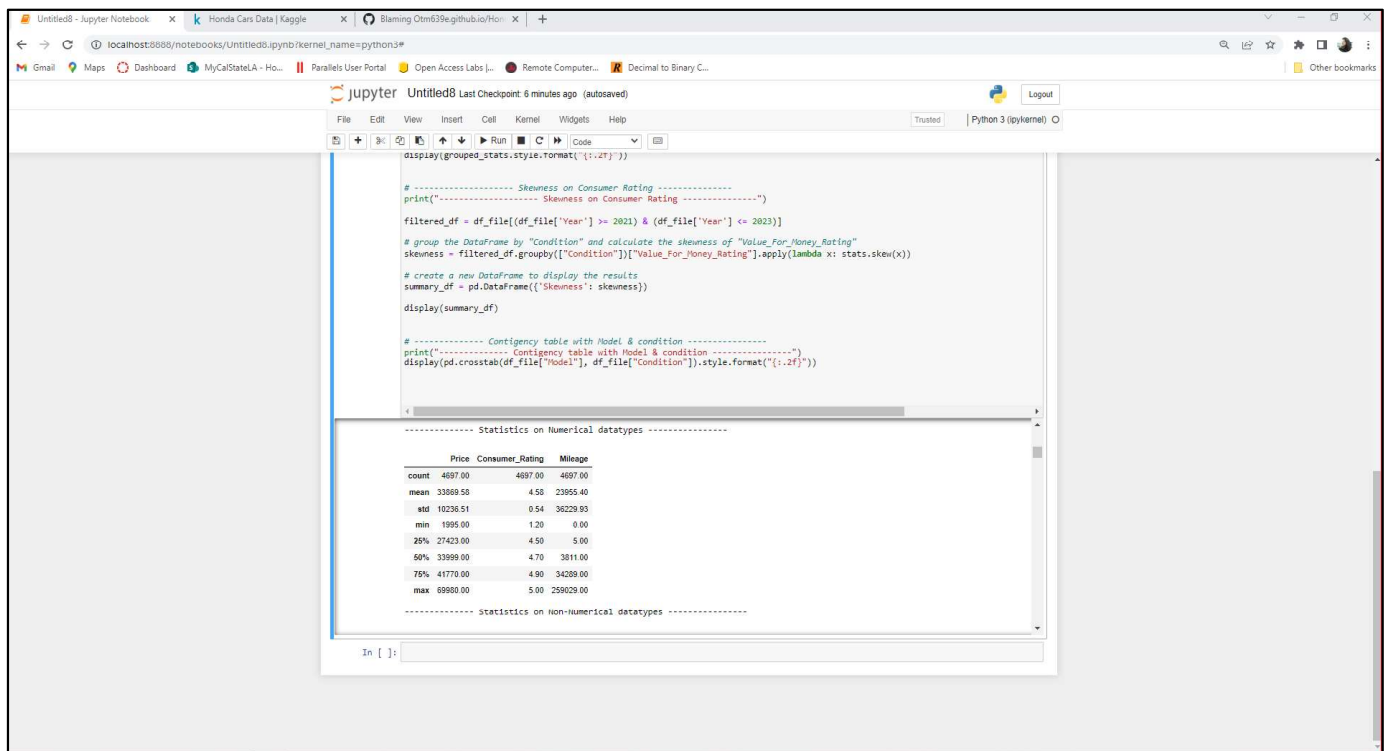 Untitled8 - Jupyter Notebook
Honda Cars Data | Kaggle
Blaming Otm639e.github.io/Hon
localhost:8888/notebooks/Untitled8.ipynb?kernel_name=python3#
Gmail Maps Dashboard MyCalStateLA - Ho... Parallels User Portal Open Access Labs |... Remote Computer... Decimal to Binary C... Other bookmarks
jupyter Untitled8 Last Checkpoint: 6 minutes ago (autosaved) Logout
File Edit View Insert Cell Kernel Widgets Help Trusted Python 3 (ipykernel)
Run Code
display(grouped_stats.style.format("{:.2f}"))
# -------------------- Skewness on Consumer Rating ---------------
print("-------------------- Skewness on Consumer Rating ---------------")
filtered_df = df_file[(df_file['Year'] >= 2021) & (df_file['Year'] <= 2023)]
# group the DataFrame by "Condition" and calculate the skewness of "Value_For_Money_Rating"
skewness = filtered_df.groupby(["Condition"])["Value_For_Money_Rating"].apply(lambda x: stats.skew(x))
# create a new DataFrame to display the results
summary_df = pd.DataFrame({'Skewness': skewness})
display(summary_df)
# -------------- Contigency table with Model & condition ----------------
print("-------------- Contigency table with Model & condition ----------------")
display(pd.crosstab(df_file["Model"], df_file["Condition"]).style.format("{:.2f}"))
-------------- Statistics on Numerical datatypes ----------------
Price Consumer_Rating Mileage
count 4697.00 4697.00 4697.00
mean 33869.58 4.58 23955.40
std 10236.51 0.54 36229.93
min 1995.00 1.20 0.00
25% 27423.00 4.50 5.00
50% 33999.00 4.70 3811.00
75% 41770.00 4.90 34289.00
max 69980.00 5.00 259029.00
-------------- Statistics on Non-Numerical datatypes ----------------
In [ ]: